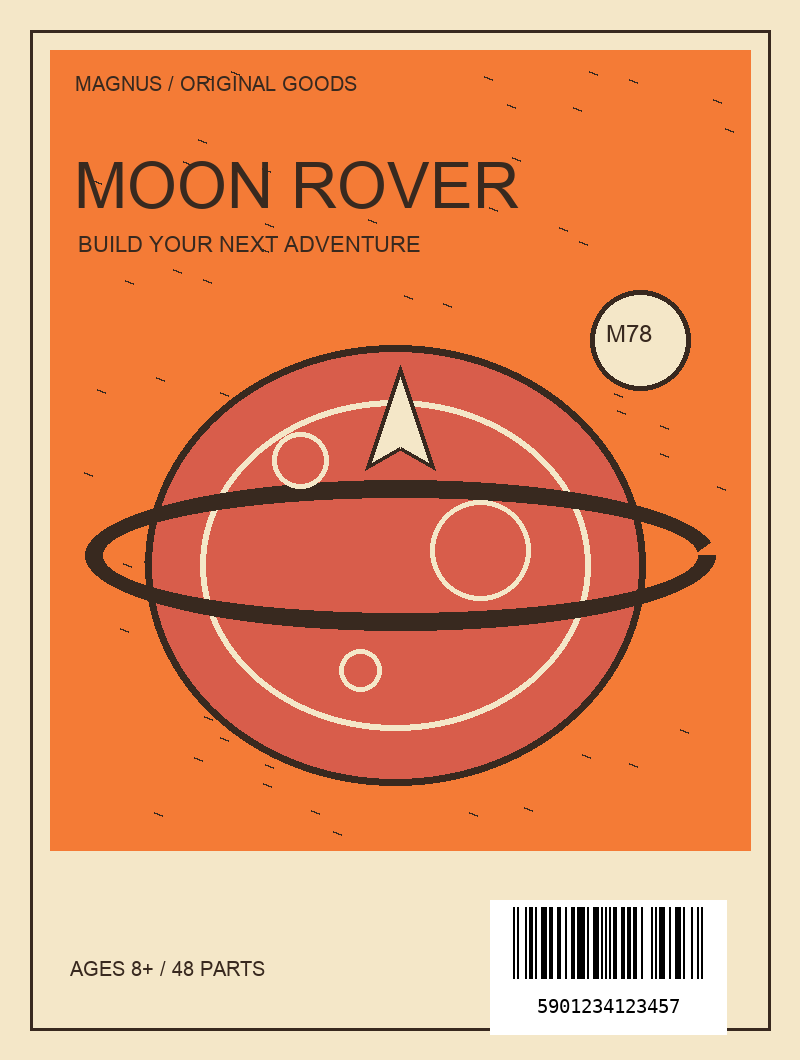 MAGNUS / ORIGINAL GOODS
MOON ROVER
BUILD YOUR NEXT ADVENTURE
M78
AGES 8+ / 48 PARTS
5901234123457